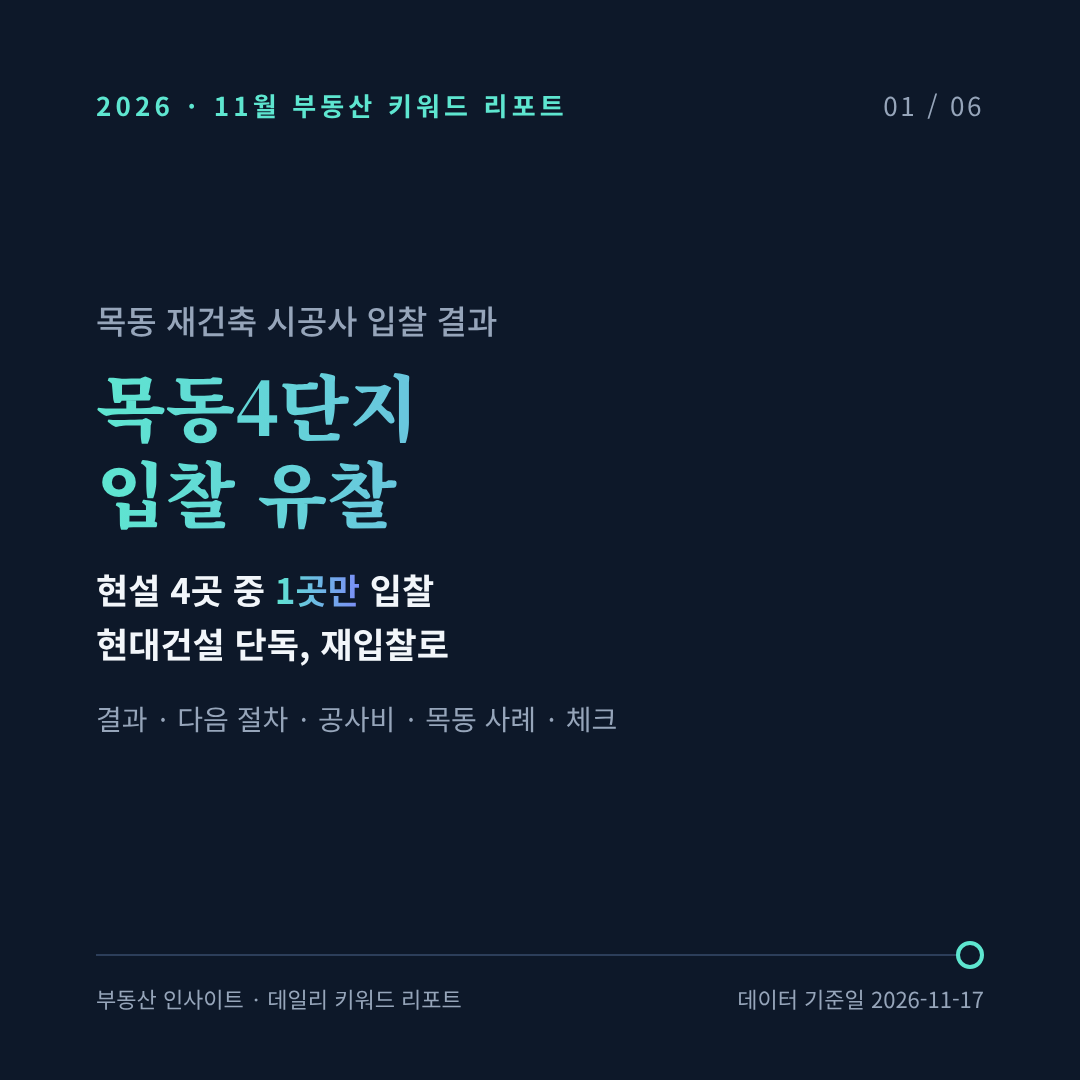 2026 · 11월 부동산 키워드 리포트
01 / 06
목동 재건축 시공사 입찰 결과
목동4단지
입찰 유찰
현설 4곳 중 1곳만 입찰
현대건설 단독, 재입찰로
결과 · 다음 절차 · 공사비 · 목동 사례 · 체크
부동산 인사이트 · 데일리 키워드 리포트
데이터 기준일 2026-11-17